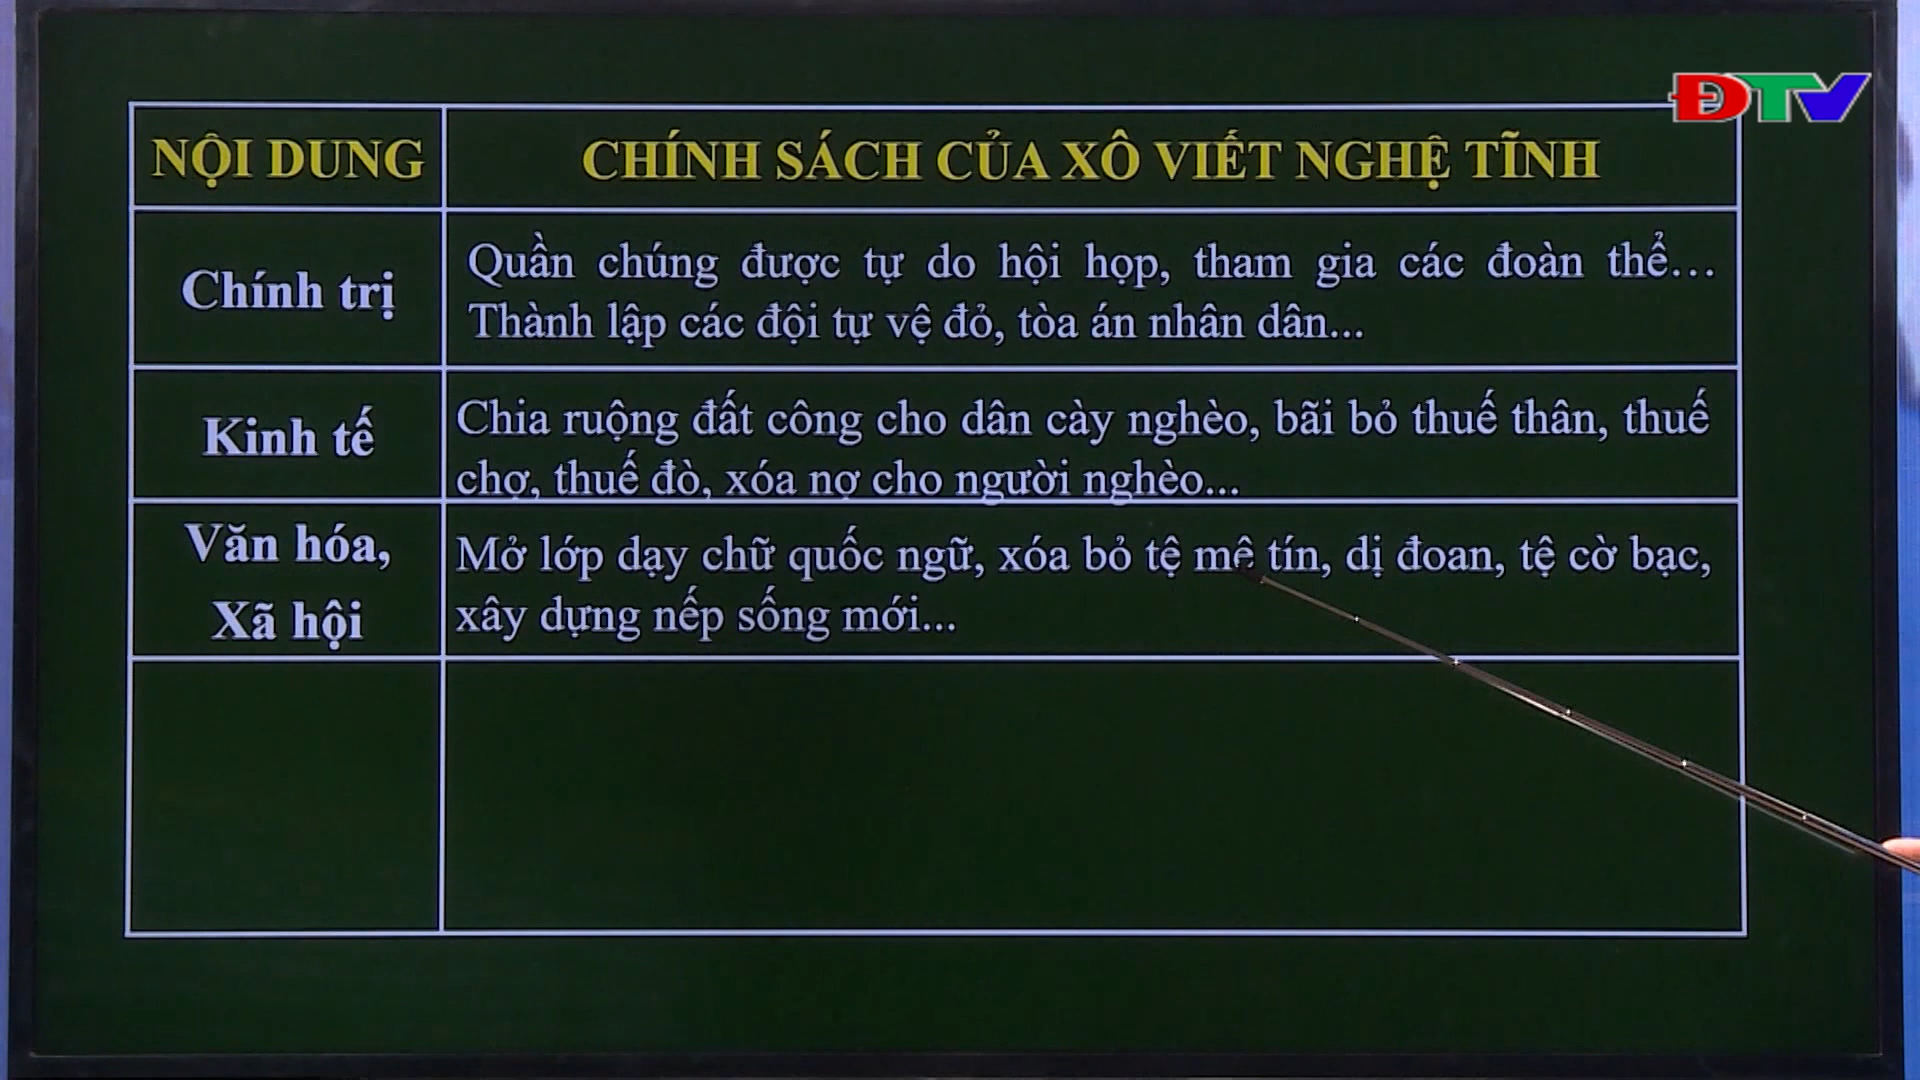 ĐTV
NỘI DUNG
CHÍNH SÁCH CỦA XÔ VIẾT NGHỆ TĨNH
Chính trị
Quần chúng được tự do hội họp, tham gia các đoàn thể…
Thành lập các đội tự vệ đỏ, tòa án nhân dân...
Kinh tế
Chia ruộng đất công cho dân cày nghèo, bãi bỏ thuế thân, thuế
chợ, thuế đò, xóa nợ cho người nghèo...
Văn hóa,
Xã hội
Mở lớp dạy chữ quốc ngữ, xóa bỏ tệ mê tín, dị đoan, tệ cờ bạc,
xây dựng nếp sống mới...